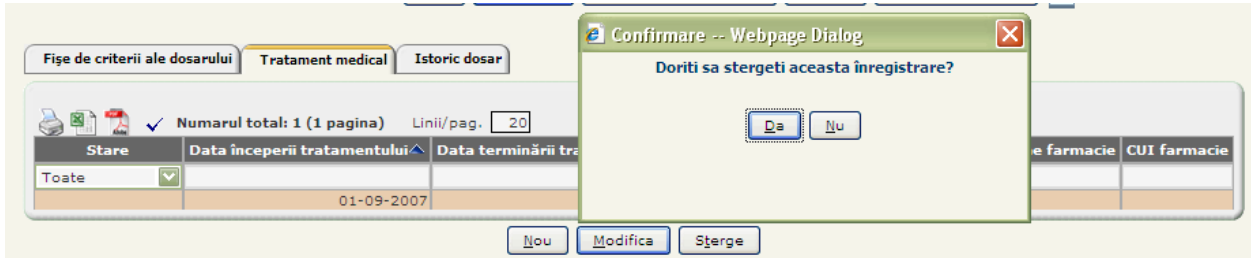 Confirmare -- Webpage Dialog
Doriti sa stergeti aceasta înregistrare?
Da Nu
Fișe de criterii ale dosarului Tratament medical Istoric dosar
Numarul total: 1 (1 pagina) Linii/pag. 20
Stare Data începerii tratamentului Data terminării farmacie CUI farmacie
Toate
01-09-2007
Nou Modifica Sterge